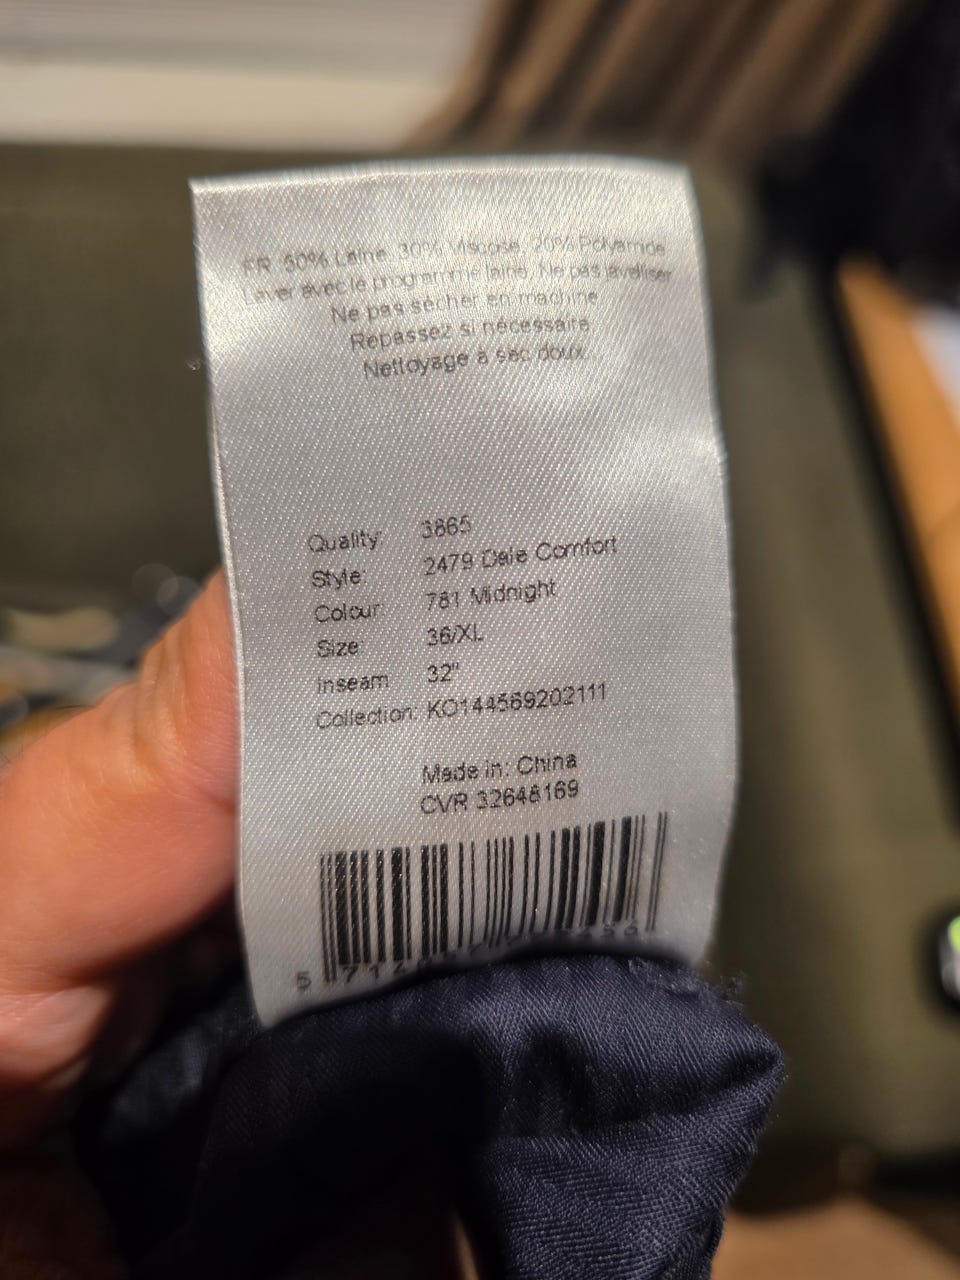 FR 50% Laine, 30% Viscose, 20% Polyamide
Laver avec le programme laine. Ne pas javelliser
Ne pas sécher en machine
Repassez si nécessaire
Nettoyage à sec doux.
Quality: 3865
Style: 2479 Dale Comfort
Colour: 781 Midnight
Size: 36/XL
Inseam 32"
Collection: KO144569202111
Made in: China
CVR 32648169